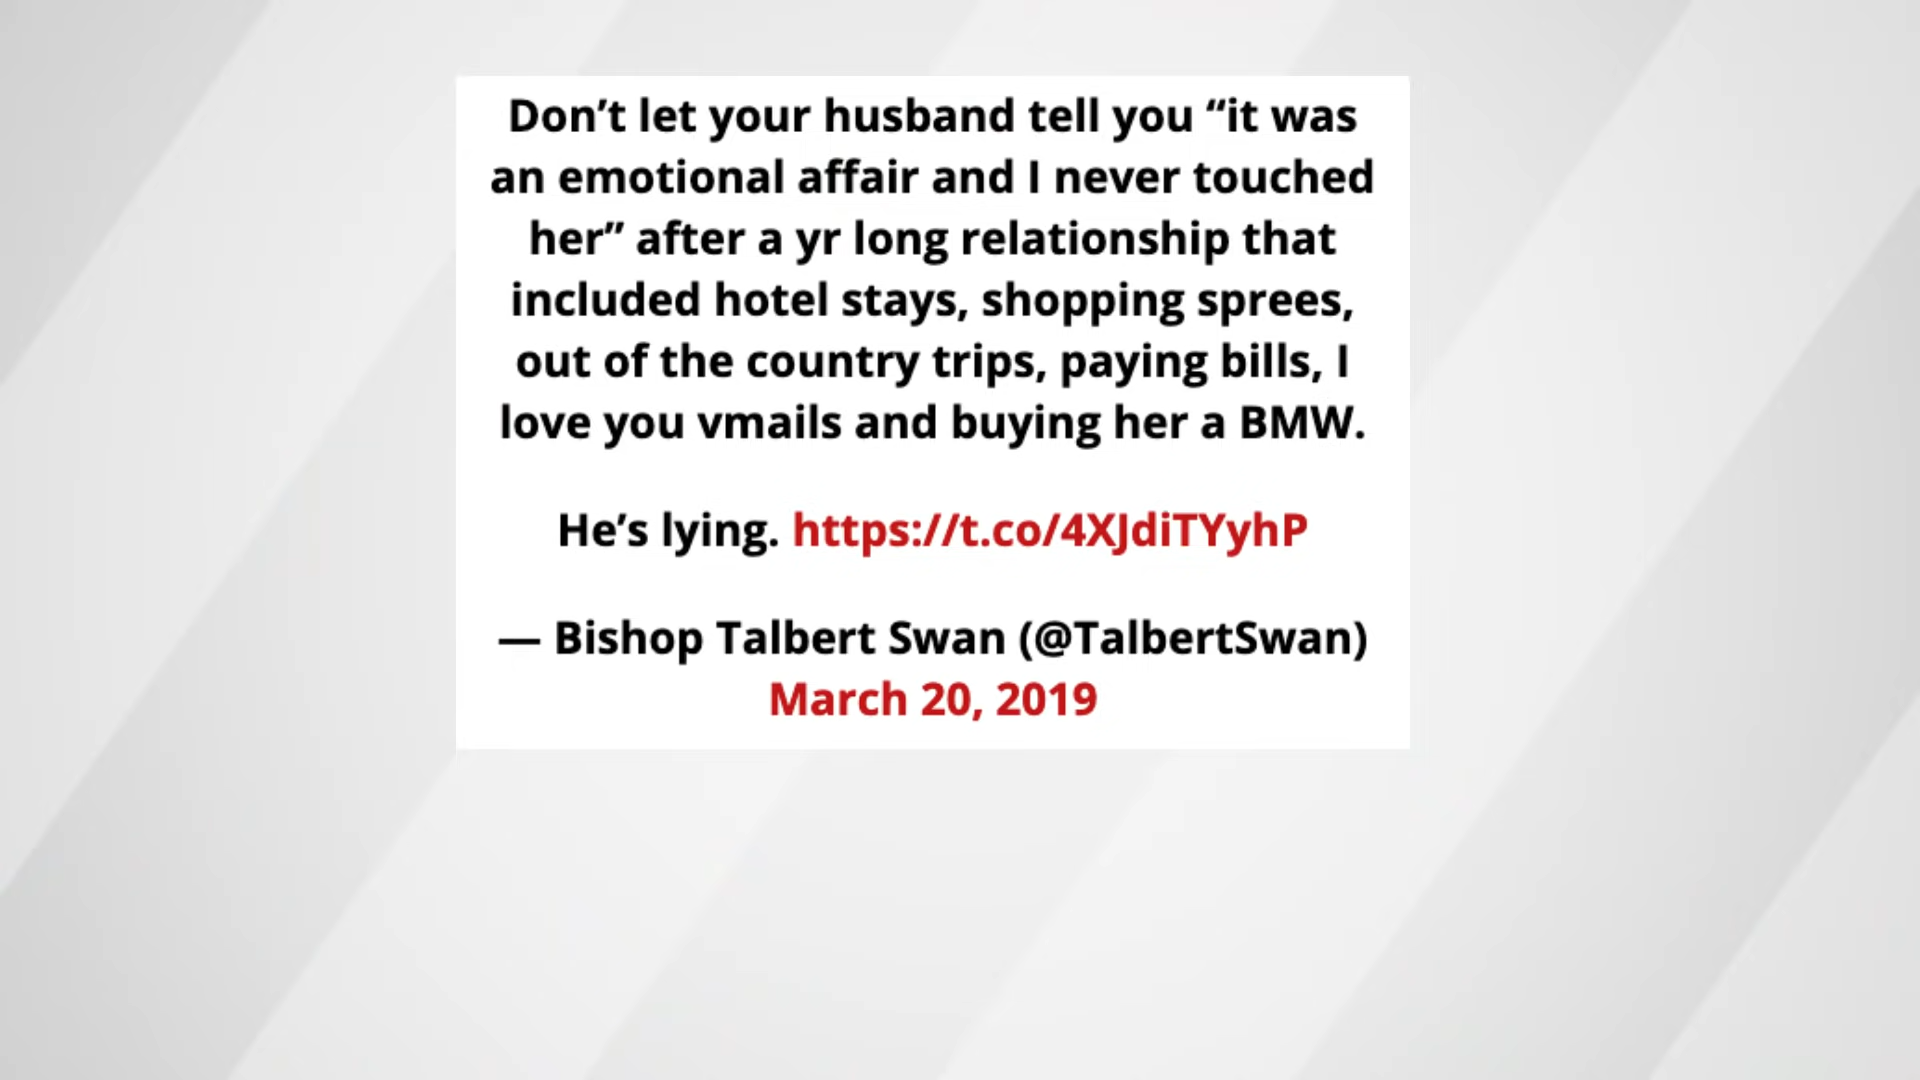 Don’t let your husband tell you “it was
an emotional affair and I never touched
her” after a yr long relationship that
included hotel stays, shopping sprees,
out of the country trips, paying bills, I
love you vmails and buying her a BMW.
He’s lying. https://t.co/4XJdiTYyhP
— Bishop Talbert Swan (@TalbertSwan)
March 20, 2019